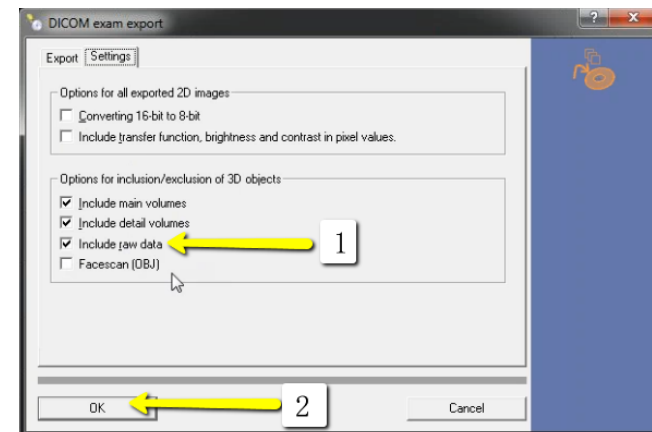 DICOM exam export
Export Settings
Options for all exported 2D images
Converting 16-bit to 8-bit
Include transfer function, brightness and contrast in pixel values.
Options for inclusion/exclusion of 3D objects
Include main volumes
Include detail volumes
Include raw data
1
Facescan (OBJ)
OK
2
Cancel